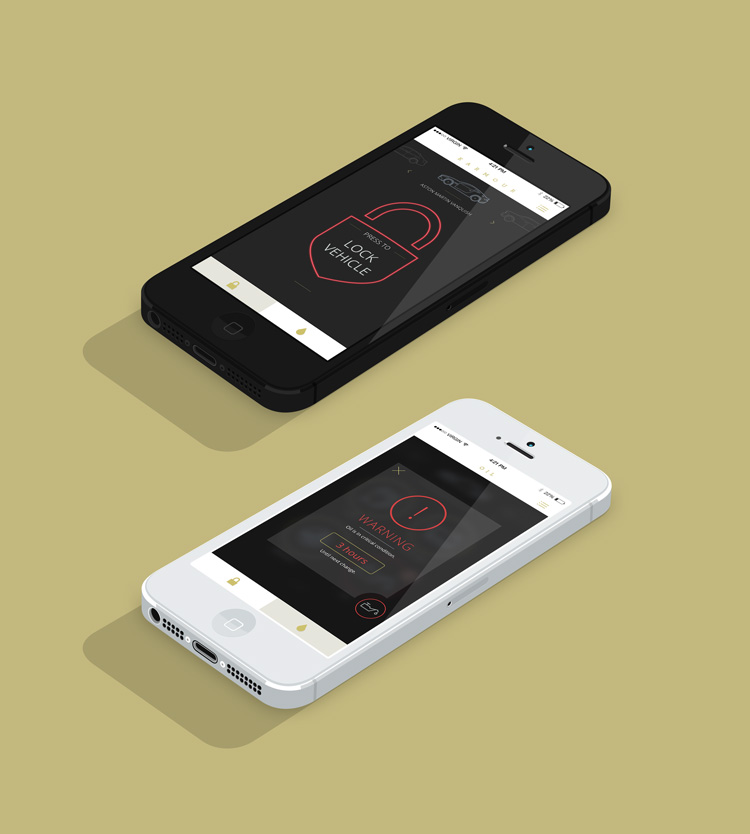 VIRGIN
4:21 PM
22%
ASTON MARTIN VANQUISH
PRESS TO
LOCK
VEHICLE
VIRGIN
4:21 PM
22%
OIL
WARNING
Oil is in critical condition.
3 hours
Until next change.